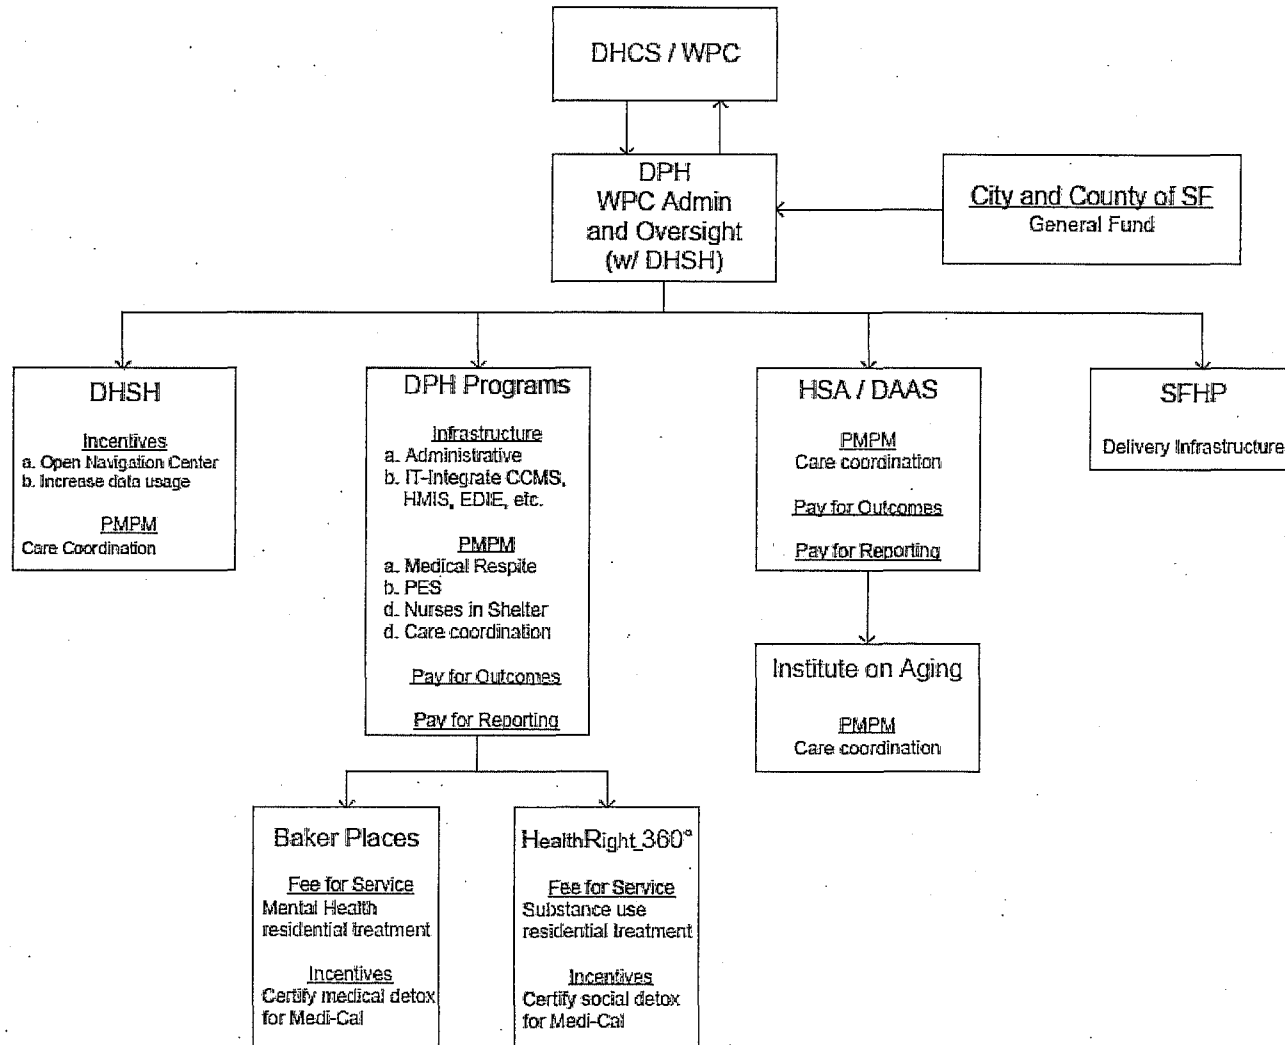 DHCS / WPC
DPH
WPC Admin
and Oversight
(w/ DHSH)
City and County of SF
General Fund
DHSH
Incentives
a. Open Navigation Center
b. Increase data usage
PMPM
Care Coordination
DPH Programs
Infrastructure
a. Administrative
b. IT-Integrate CCMS,
HMIS, EDIE, etc.
PMPM
a. Medical Respite
b. PES
d. Nurses in Shelter
d. Care coordination
Pay for Outcomes
Pay for Reporting
HSA / DAAS
PMPM
Care coordination
Pay for Outcomes
Pay for Reporting
SFHP
Delivery Infrastructure
Institute on Aging
PMPM
Care coordination
Baker Places
Fee for Service
Mental Health
residential treatment
Incentives
Certify medical detox
for Medi-Cal
HealthRight_360°
Fee for Service
Substance use
residential treatment
Incentives
Certify social detox
for Medi-Cal